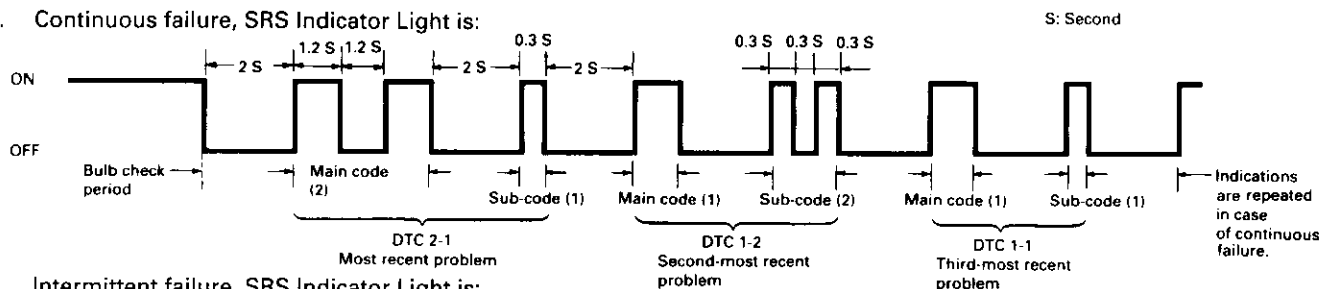 . Continuous failure, SRS Indicator Light is:
S: Second
1.2 S 1.2 S 0.3 S 0.3 S 0.3 S 0.3 S
2 S 2 S 2 S
ON
OFF
Bulb check period
Main code (2)
Sub-code (1)
Main code (1)
Sub-code (2)
Main code (1)
Sub-code (1)
Indications are repeated in case of continuous failure.
DTC 2-1
Most recent problem
DTC 1-2
Second-most recent problem
DTC 1-1
Third-most recent problem
Intermittent failure, SRS Indicator Light is: